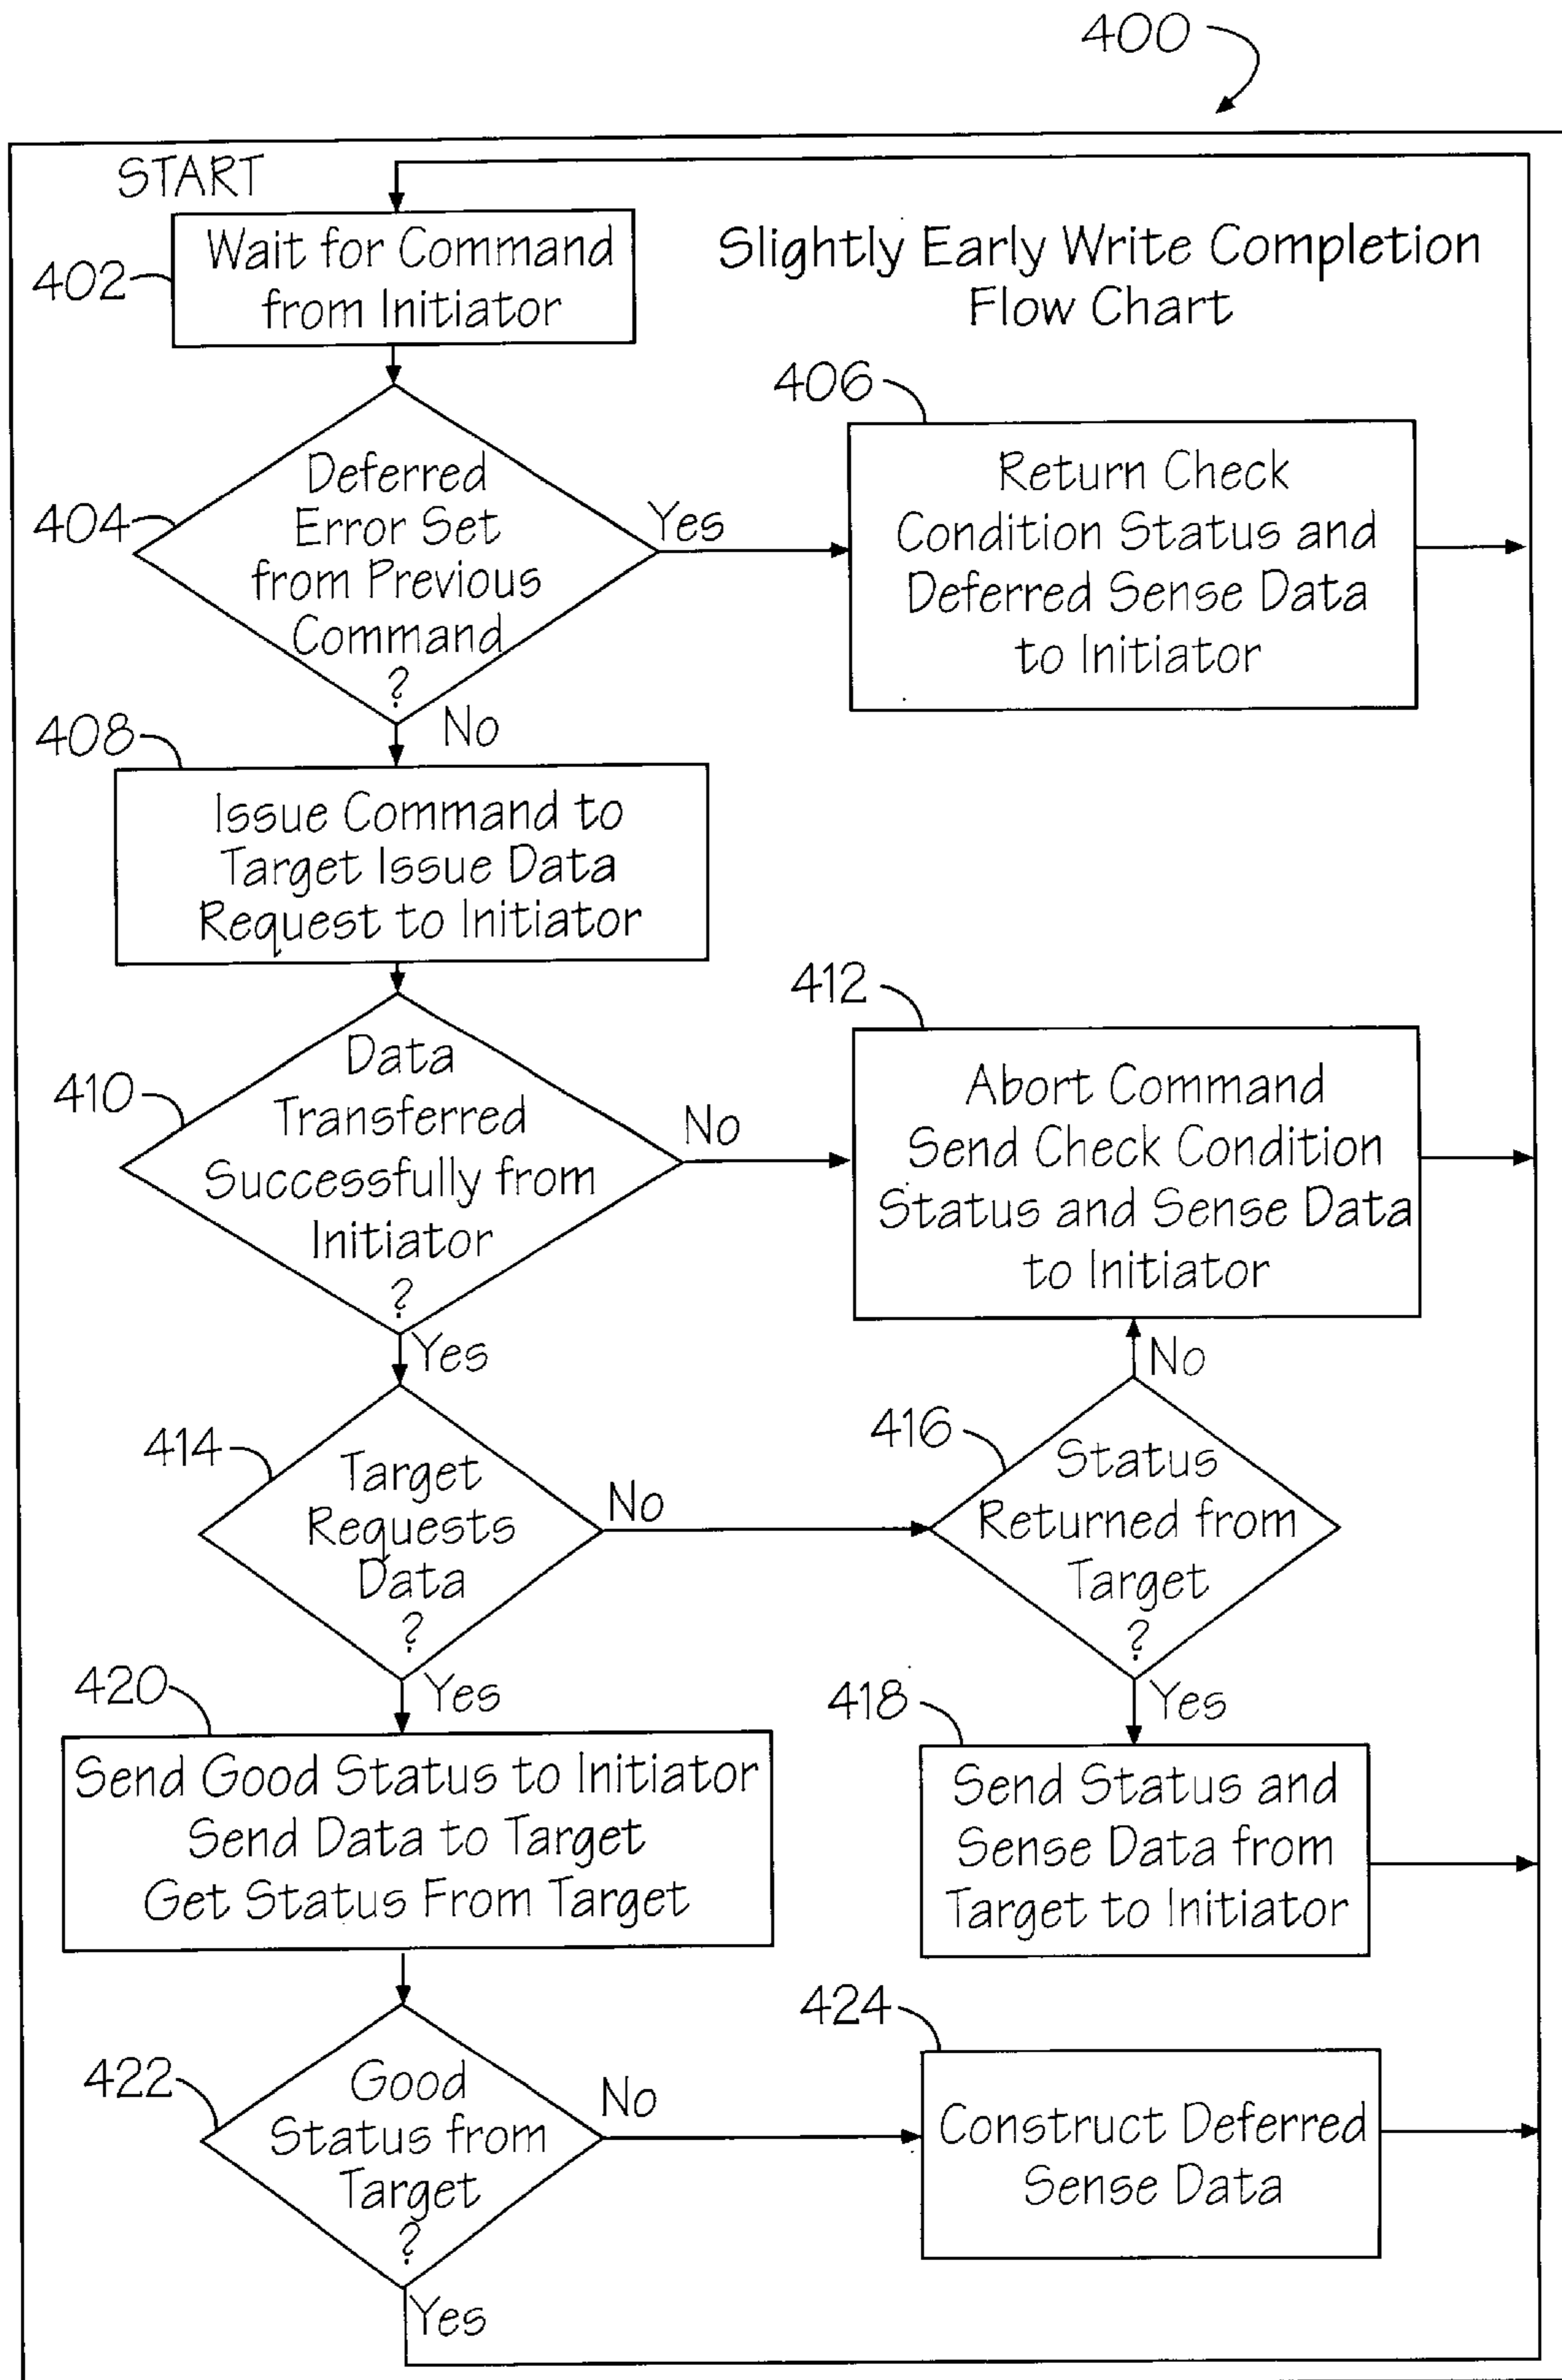 400
START
Wait for Command
from Initiator
402
Slightly Early Write Completion
Flow Chart
406
Return Check
Condition Status and
Deferred Sense Data
to Initiator
404
Deferred
Error Set
from Previous
Command
?
Yes
No
408
Issue Command to
Target Issue Data
Request to Initiator
412
Abort Command
Send Check Condition
Status and Sense Data
to Initiator
410
Data
Transferred
Successfully from
Initiator
?
No
Yes
414
Target
Requests
Data
?
No
Yes
416
No
Status
Returned from
Target
?
Yes
420
Send Good Status to Initiator
Send Data to Target
Get Status From Target
418
Send Status and
Sense Data from
Target to Initiator
422
Good
Status from
Target
?
No
Yes
424
Construct Deferred
Sense Data